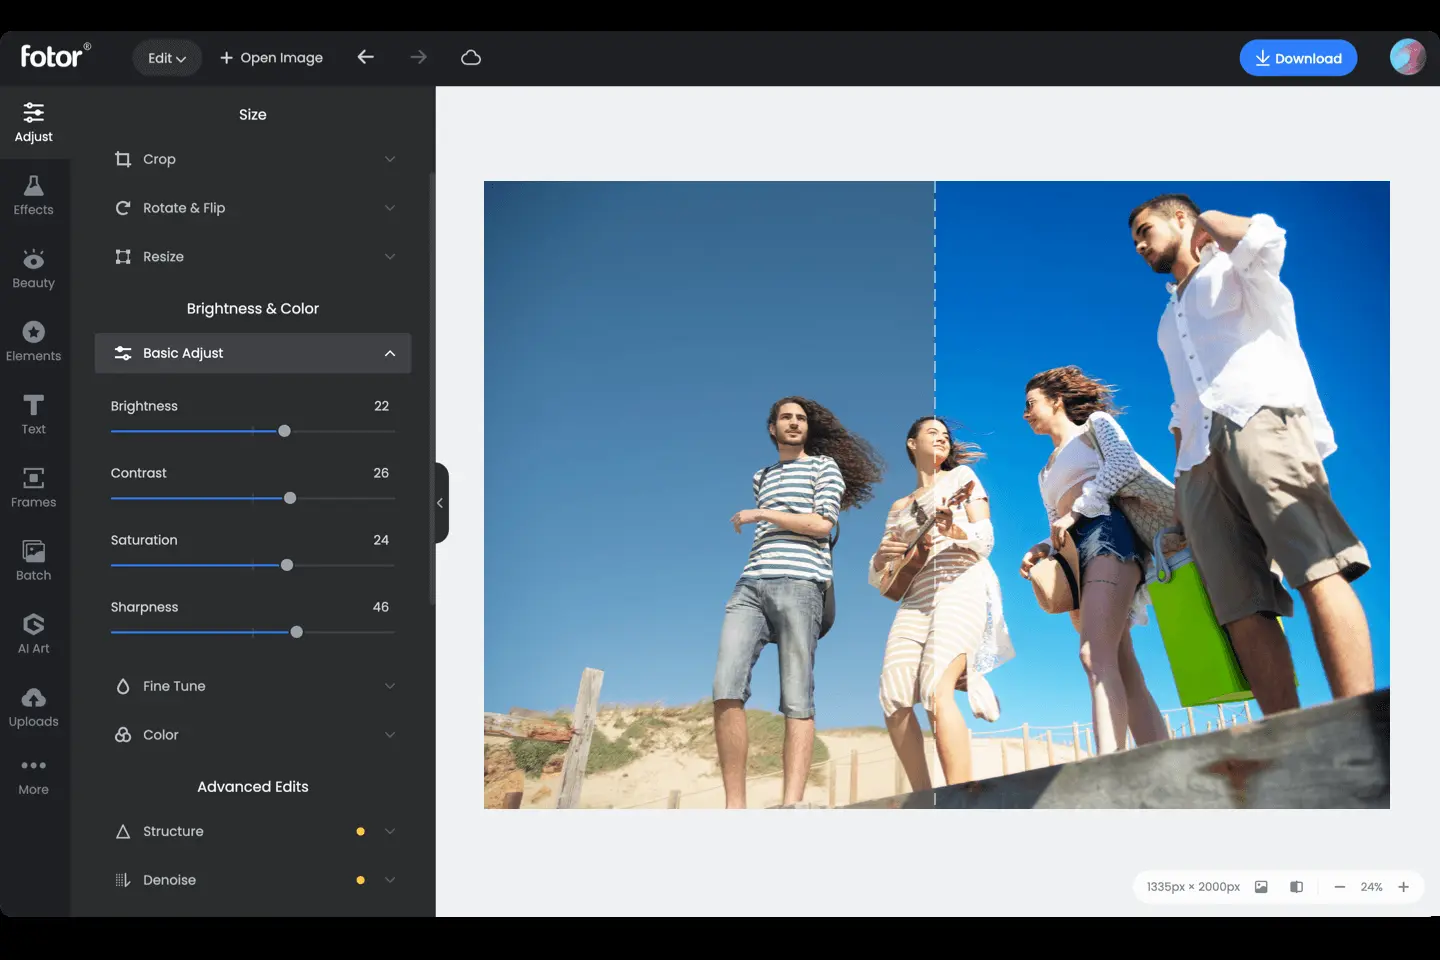 fotor®
Edit
+ Open Image
Download
Adjust
Effects
Beauty
Elements
Text
Frames
Batch
AI Art
Uploads
More
Size
Crop
Rotate & Flip
Resize
Brightness & Color
Basic Adjust
Brightness 22
Contrast 26
Saturation 24
Sharpness 46
Fine Tune
Color
Advanced Edits
Structure
Denoise
1335px × 2000px
24%